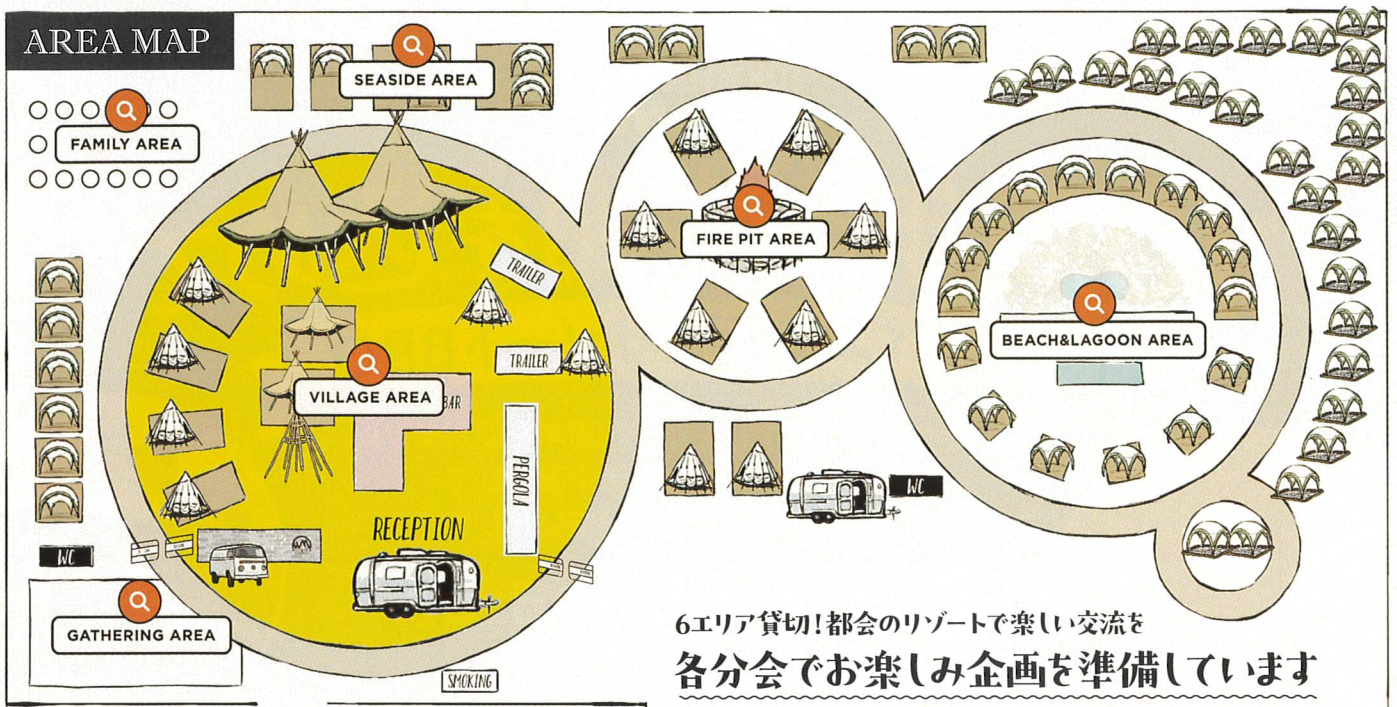 AREA MAP
SEASIDE AREA
FAMILY AREA
FIRE PIT AREA
TRAILER
BEACH&LAGOON AREA
TRAILER
VILLAGE AREA
BAR
PERGOLA
WC
RECEPTION
WC
GATHERING AREA
SMOKING
6エリア貸切!都会のリゾートで楽しい交流を
各分会でお楽しみ企画を準備しています